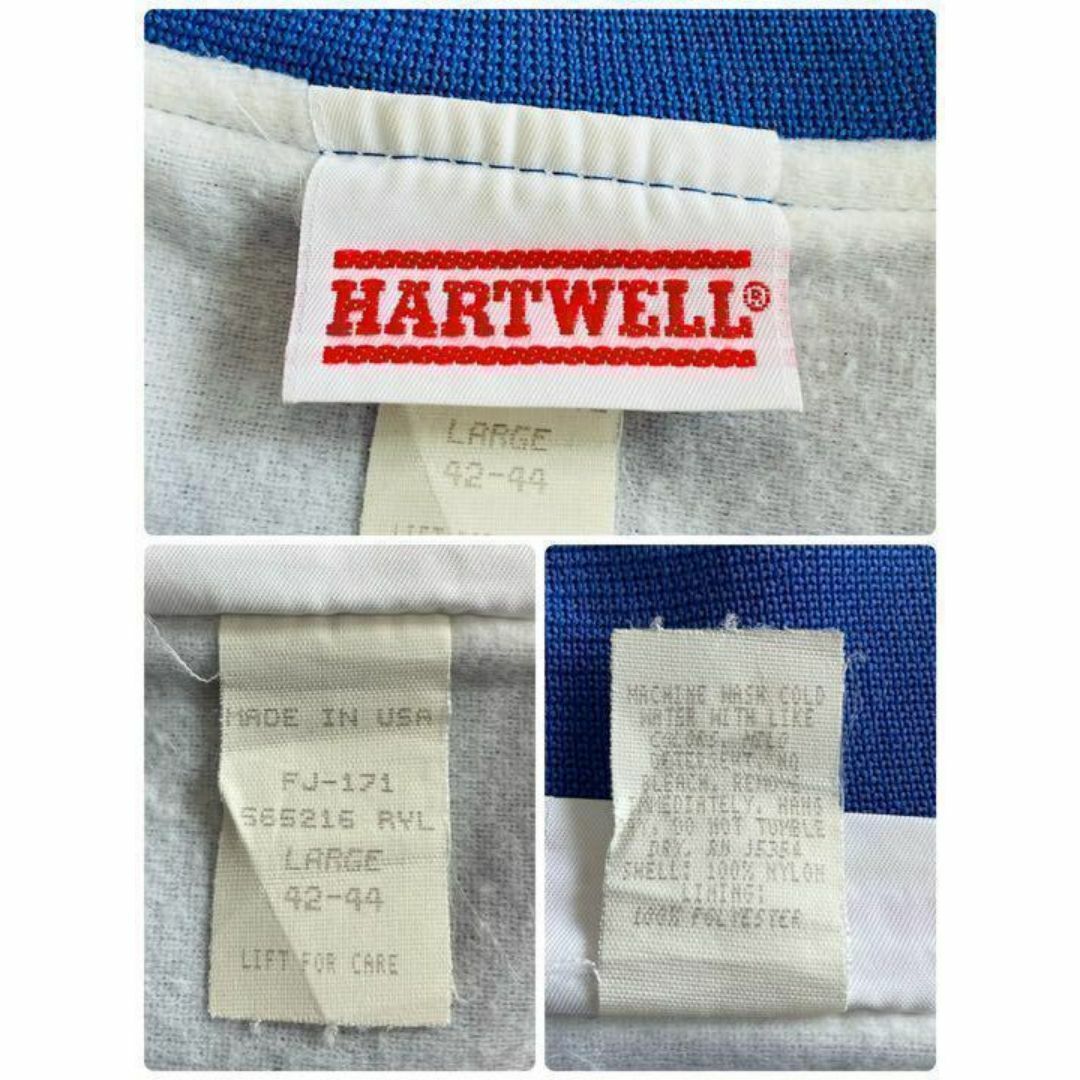 HARTWELL®
LARGE
42-44
MADE IN USA
FJ-171
565216 RYL
LARGE
42-44
LIFT FOR CARE
MACHINE WASH COLD
WATER WITH LIKE
COLORS, MILD
DETERGENT, NO
BLEACH, REMOVE
IMMEDIATELY, HANG
DRY, DO NOT TUMBLE
DRY, RN
SHELL: 100% NYLON
LINING:
100% POLYESTER